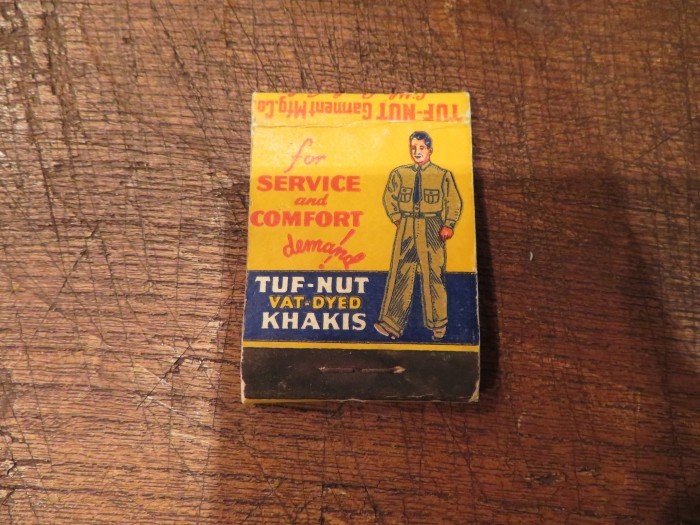 TUF-NUT Garment Mfg. Co.
for
SERVICE
and
COMFORT
demand!
TUF-NUT
VAT-DYED
KHAKIS